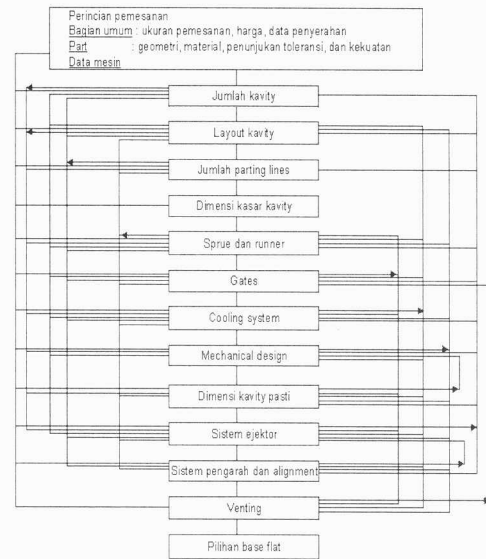 Perincian pemesanan
Bagian umum : ukuran pemesanan, harga, data penyerahan
Part : geometri, material, penunjukan toleransi, dan kekuatan
Data mesin
Jumlah kavity
Layout kavity
Jumlah parting lines
Dimensi kasar kavity
Sprue dan runner
Gates
Cooling system
Mechanical design
Dimensi kavity pasti
Sistem ejektor
Sistem pengarah dan alignment
Venting
Pilihan base flat